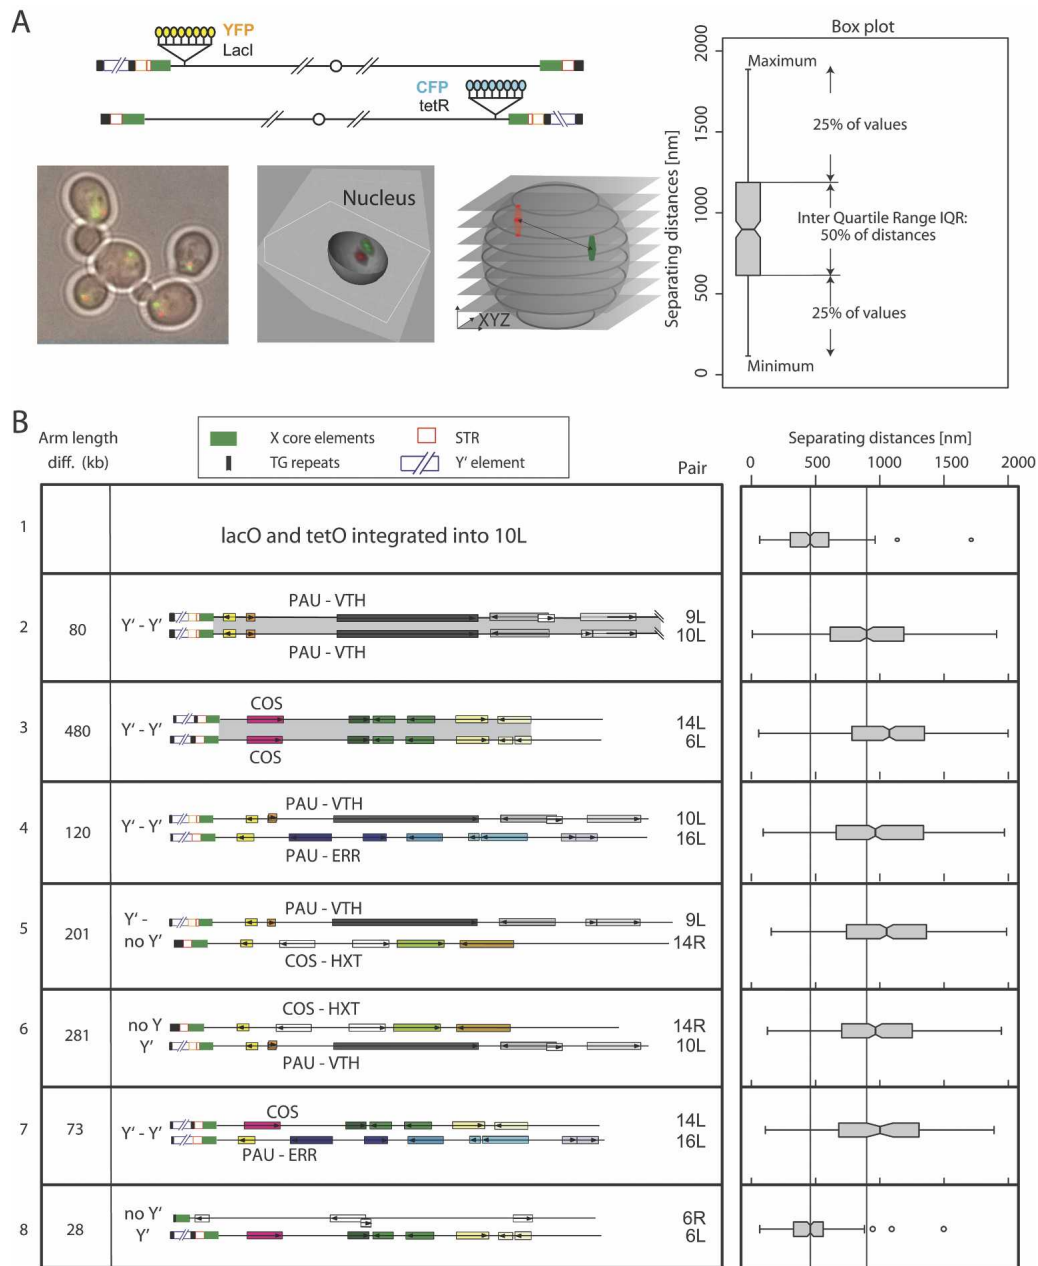 A
YFP
LacI
CFP
tetR
Nucleus
XYZ
Box plot
Separating distances [nm]
2000
1500
1000
500
0
Maximum
25% of values
Inter Quartile Range IQR:
50% of distances
25% of values
Minimum
B
Arm length
diff. (kb)
X core elements
STR
TG repeats
Y' element
Pair
Separating distances [nm]
0 500 1000 1500 2000
1
lacO and tetO integrated into 10L
2
80
Y' - Y'
PAU - VTH
9L
10L
PAU - VTH
3
480
Y' - Y'
COS
14L
6L
COS
4
120
Y' - Y'
PAU - VTH
10L
16L
PAU - ERR
5
201
Y' -
no Y'
PAU - VTH
9L
14R
COS - HXT
6
281
no Y
Y'
COS - HXT
14R
10L
PAU - VTH
7
73
Y' - Y'
COS
14L
16L
PAU - ERR
8
28
no Y'
Y'
6R
6L